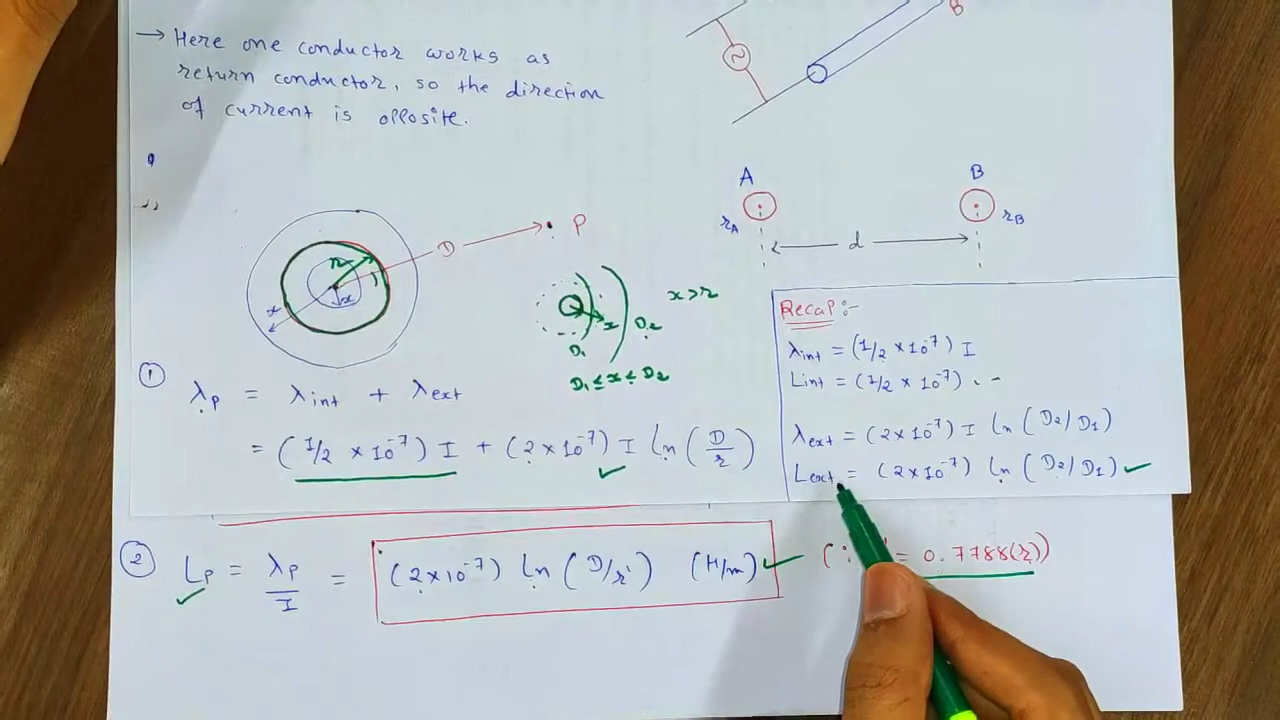 → Here one conductor works as
return conductor, so the direction
of current is opposite.
~
B
A
B
rA
rB
d
D
P
r
x
x
x > r
x
D1
D2
D1 ≤ x ≤ D2
Recap :-
λint = (1/2 × 10^-7) I
Lint = (1/2 × 10^-7)
λext = (2×10^-7) I ln (D2/D1)
Lext = (2×10^-7) ln (D2/D1) ✓
① λP = λint + λext
= (1/2 × 10^-7) I + (2×10^-7) I ln (D/r)
② LP = λP/I = (2×10^-7) ln (D/r') (H/m) ✓ = 0.7788(r))